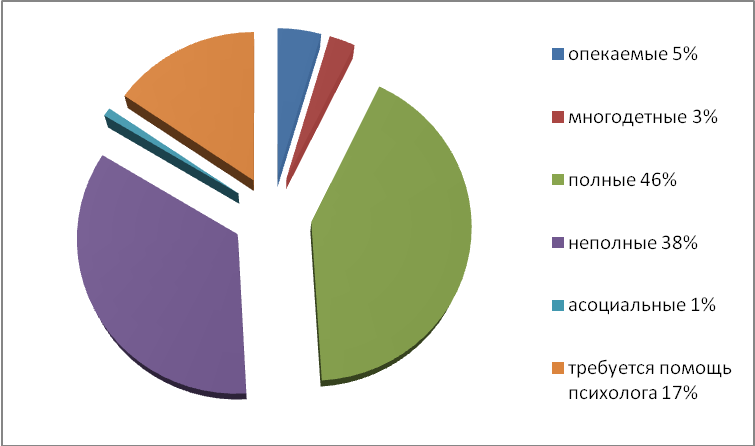 опекаемые 5%
многодетные 3%
полные 46%
неполные 38%
асоциальные 1%
требуется помощь
психолога 17%